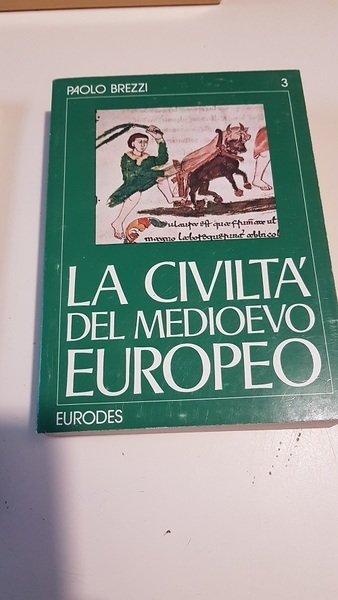 PAOLO BREZZI 3
LA CIVILTA'
DEL MEDIOEVO
EUROPEO
EURODES